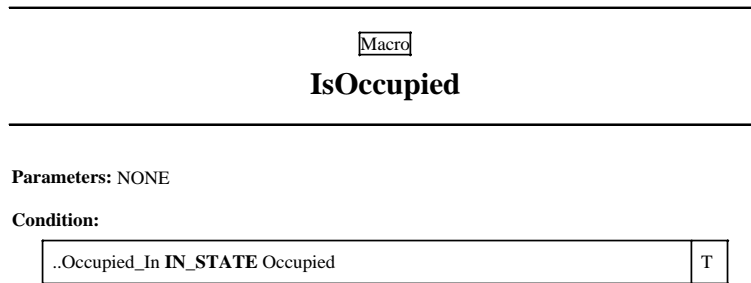 Macro
IsOccupied
Parameters: NONE
Condition:
..Occupied_In IN_STATE Occupied T